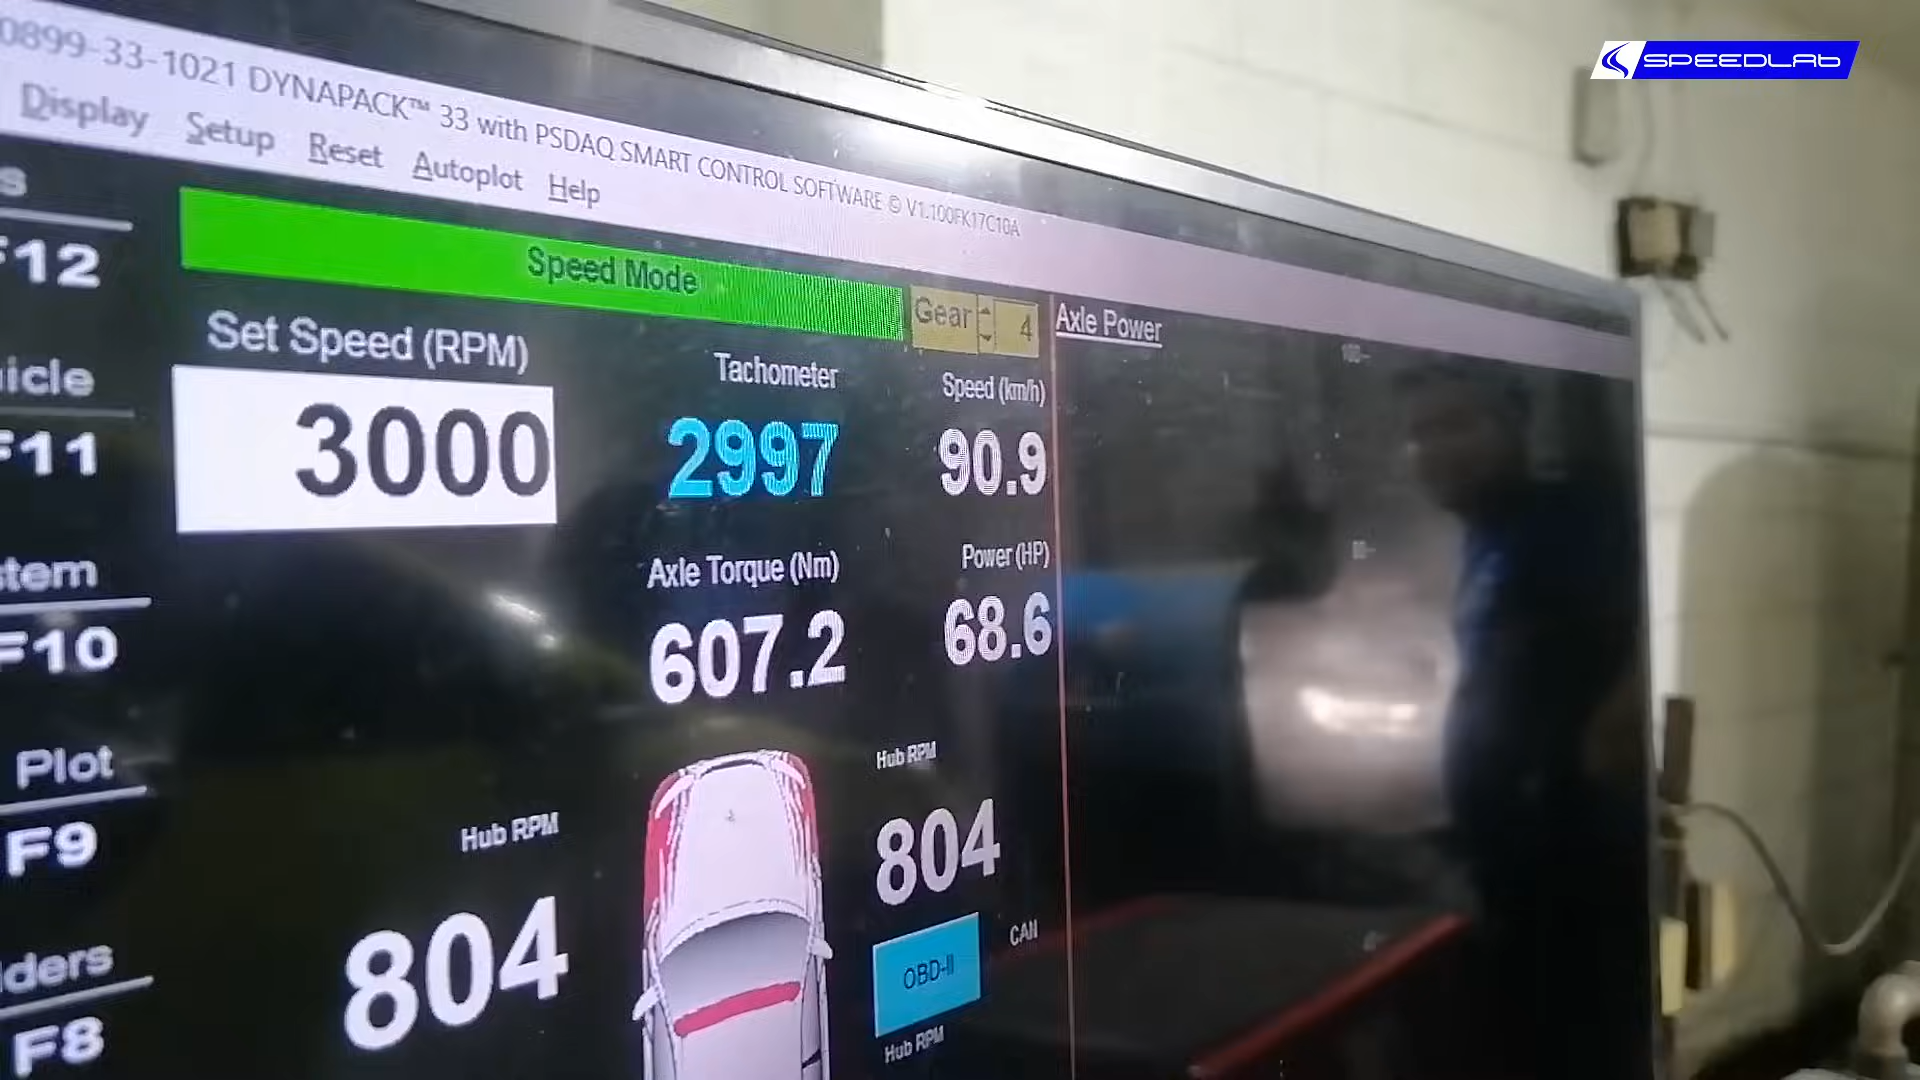 SPEEDLAB
0899-33-1021 DYNAPACK™ 33 with PSDAQ SMART CONTROL SOFTWARE © V1.100FK17C10A
Display Setup Reset Autoplot Help
s
F12
icle
F11
stem
F10
Plot
F9
lders
F8
Speed Mode
Gear 4
Set Speed (RPM)
3000
Tachometer
2997
Speed (km/h)
90.9
Axle Torque (Nm)
607.2
Power (HP)
68.6
Hub RPM
804
Hub RPM
804
OBD-II
CAN
Hub RPM
Axle Power